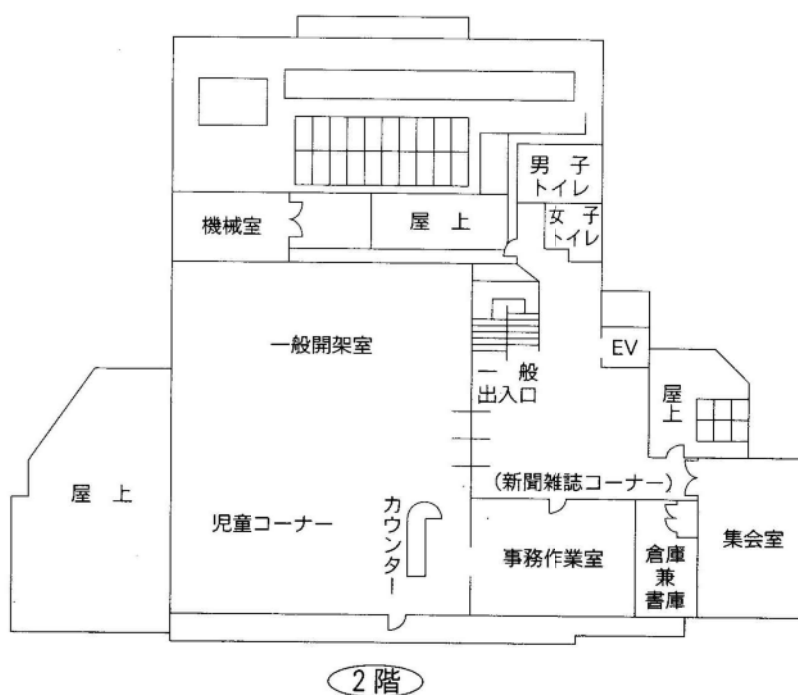 男 子
トイレ
女 子
トイレ
機械室
屋 上
一般開架室
EV
一 般
出入口
屋上
(新聞雑誌コーナー)
屋 上
児童コーナー
カウンター
事務作業室
倉庫
兼
書庫
集会室
2階